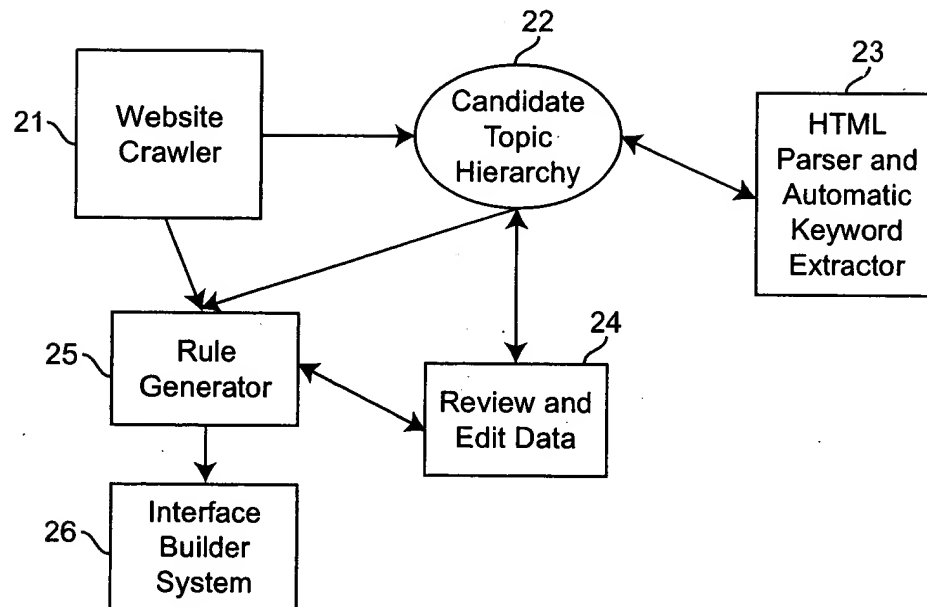 22
Candidate
Topic
Hierarchy
23
HTML
Parser and
Automatic
Keyword
Extractor
21
Website
Crawler
24
Review and
Edit Data
25
Rule
Generator
26
Interface
Builder
System